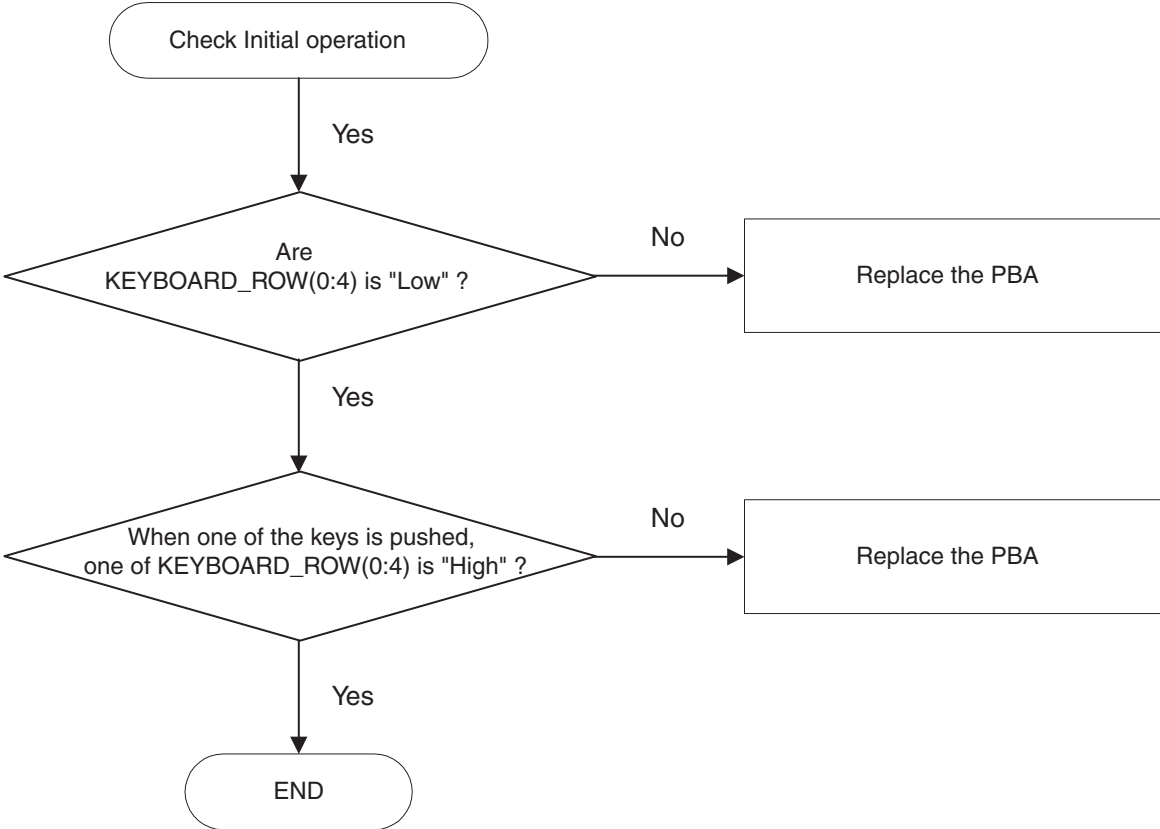 Check Initial operation
Yes
Are
KEYBOARD_ROW(0:4) is "Low" ?
No
Replace the PBA
Yes
When one of the keys is pushed,
one of KEYBOARD_ROW(0:4) is "High" ?
No
Replace the PBA
Yes
END